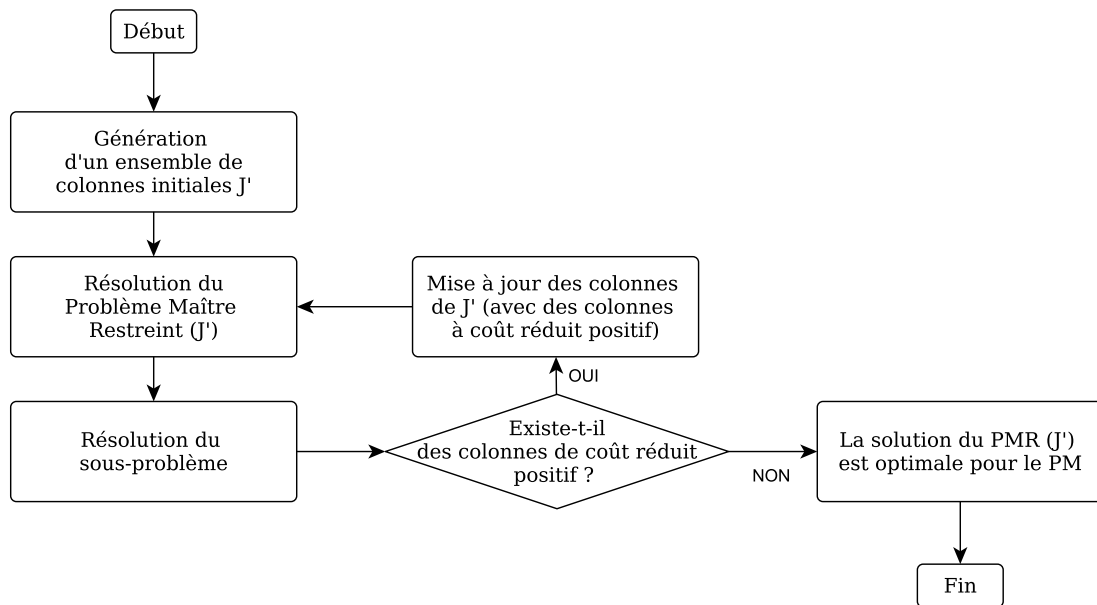 Début
Génération
d'un ensemble de
colonnes initiales J'
Résolution du
Problème Maître
Restreint (J')
Mise à jour des colonnes
de J' (avec des colonnes
à coût réduit positif)
OUI
Résolution du
sous-problème
Existe-t-il
des colonnes de coût réduit
positif ?
NON
La solution du PMR (J')
est optimale pour le PM
Fin